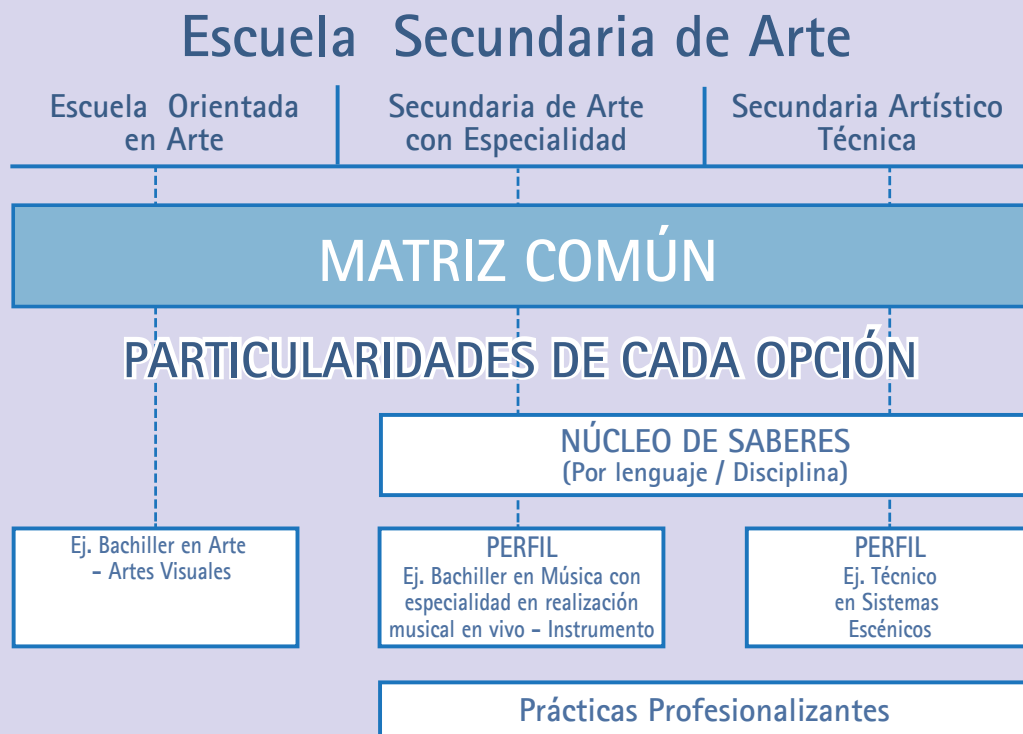 Escuela Secundaria de Arte
Escuela Orientada
en Arte
Secundaria de Arte
con Especialidad
Secundaria Artístico
Técnica
MATRIZ COMÚN
PARTICULARIDADES DE CADA OPCIÓN
NÚCLEO DE SABERES
(Por lenguaje / Disciplina)
Ej. Bachiller en Arte
- Artes Visuales
PERFIL
Ej. Bachiller en Música con
especialidad en realización
musical en vivo - Instrumento
PERFIL
Ej. Técnico
en Sistemas
Escénicos
Prácticas Profesionalizantes